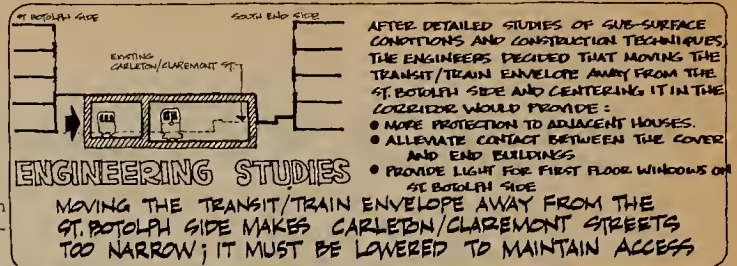 ST BOTOLPH SIDE
SOUTH END SIDE
EXISTING
CARLETON/CLAREMONT ST.
ENGINEERING STUDIES
AFTER DETAILED STUDIES OF SUB-SURFACE
CONDITIONS AND CONSTRUCTION TECHNIQUES,
THE ENGINEERS DECIDED THAT MOVING THE
TRANSIT/TRAIN ENVELOPE AWAY FROM THE
ST. BOTOLPH SIDE AND CENTERING IT IN THE
CORRIDOR WOULD PROVIDE:
• MORE PROTECTION TO ADJACENT HOUSES.
• ALLEVIATE CONTACT BETWEEN THE COVER
AND END BUILDINGS
• PROVIDE LIGHT FOR FIRST FLOOR WINDOWS ON
ST BOTOLPH SIDE
MOVING THE TRANSIT/TRAIN ENVELOPE AWAY FROM THE
ST. BOTOLPH SIDE MAKES CARLETON/CLAREMONT STREETS
TOO NARROW; IT MUST BE LOWERED TO MAINTAIN ACCESS